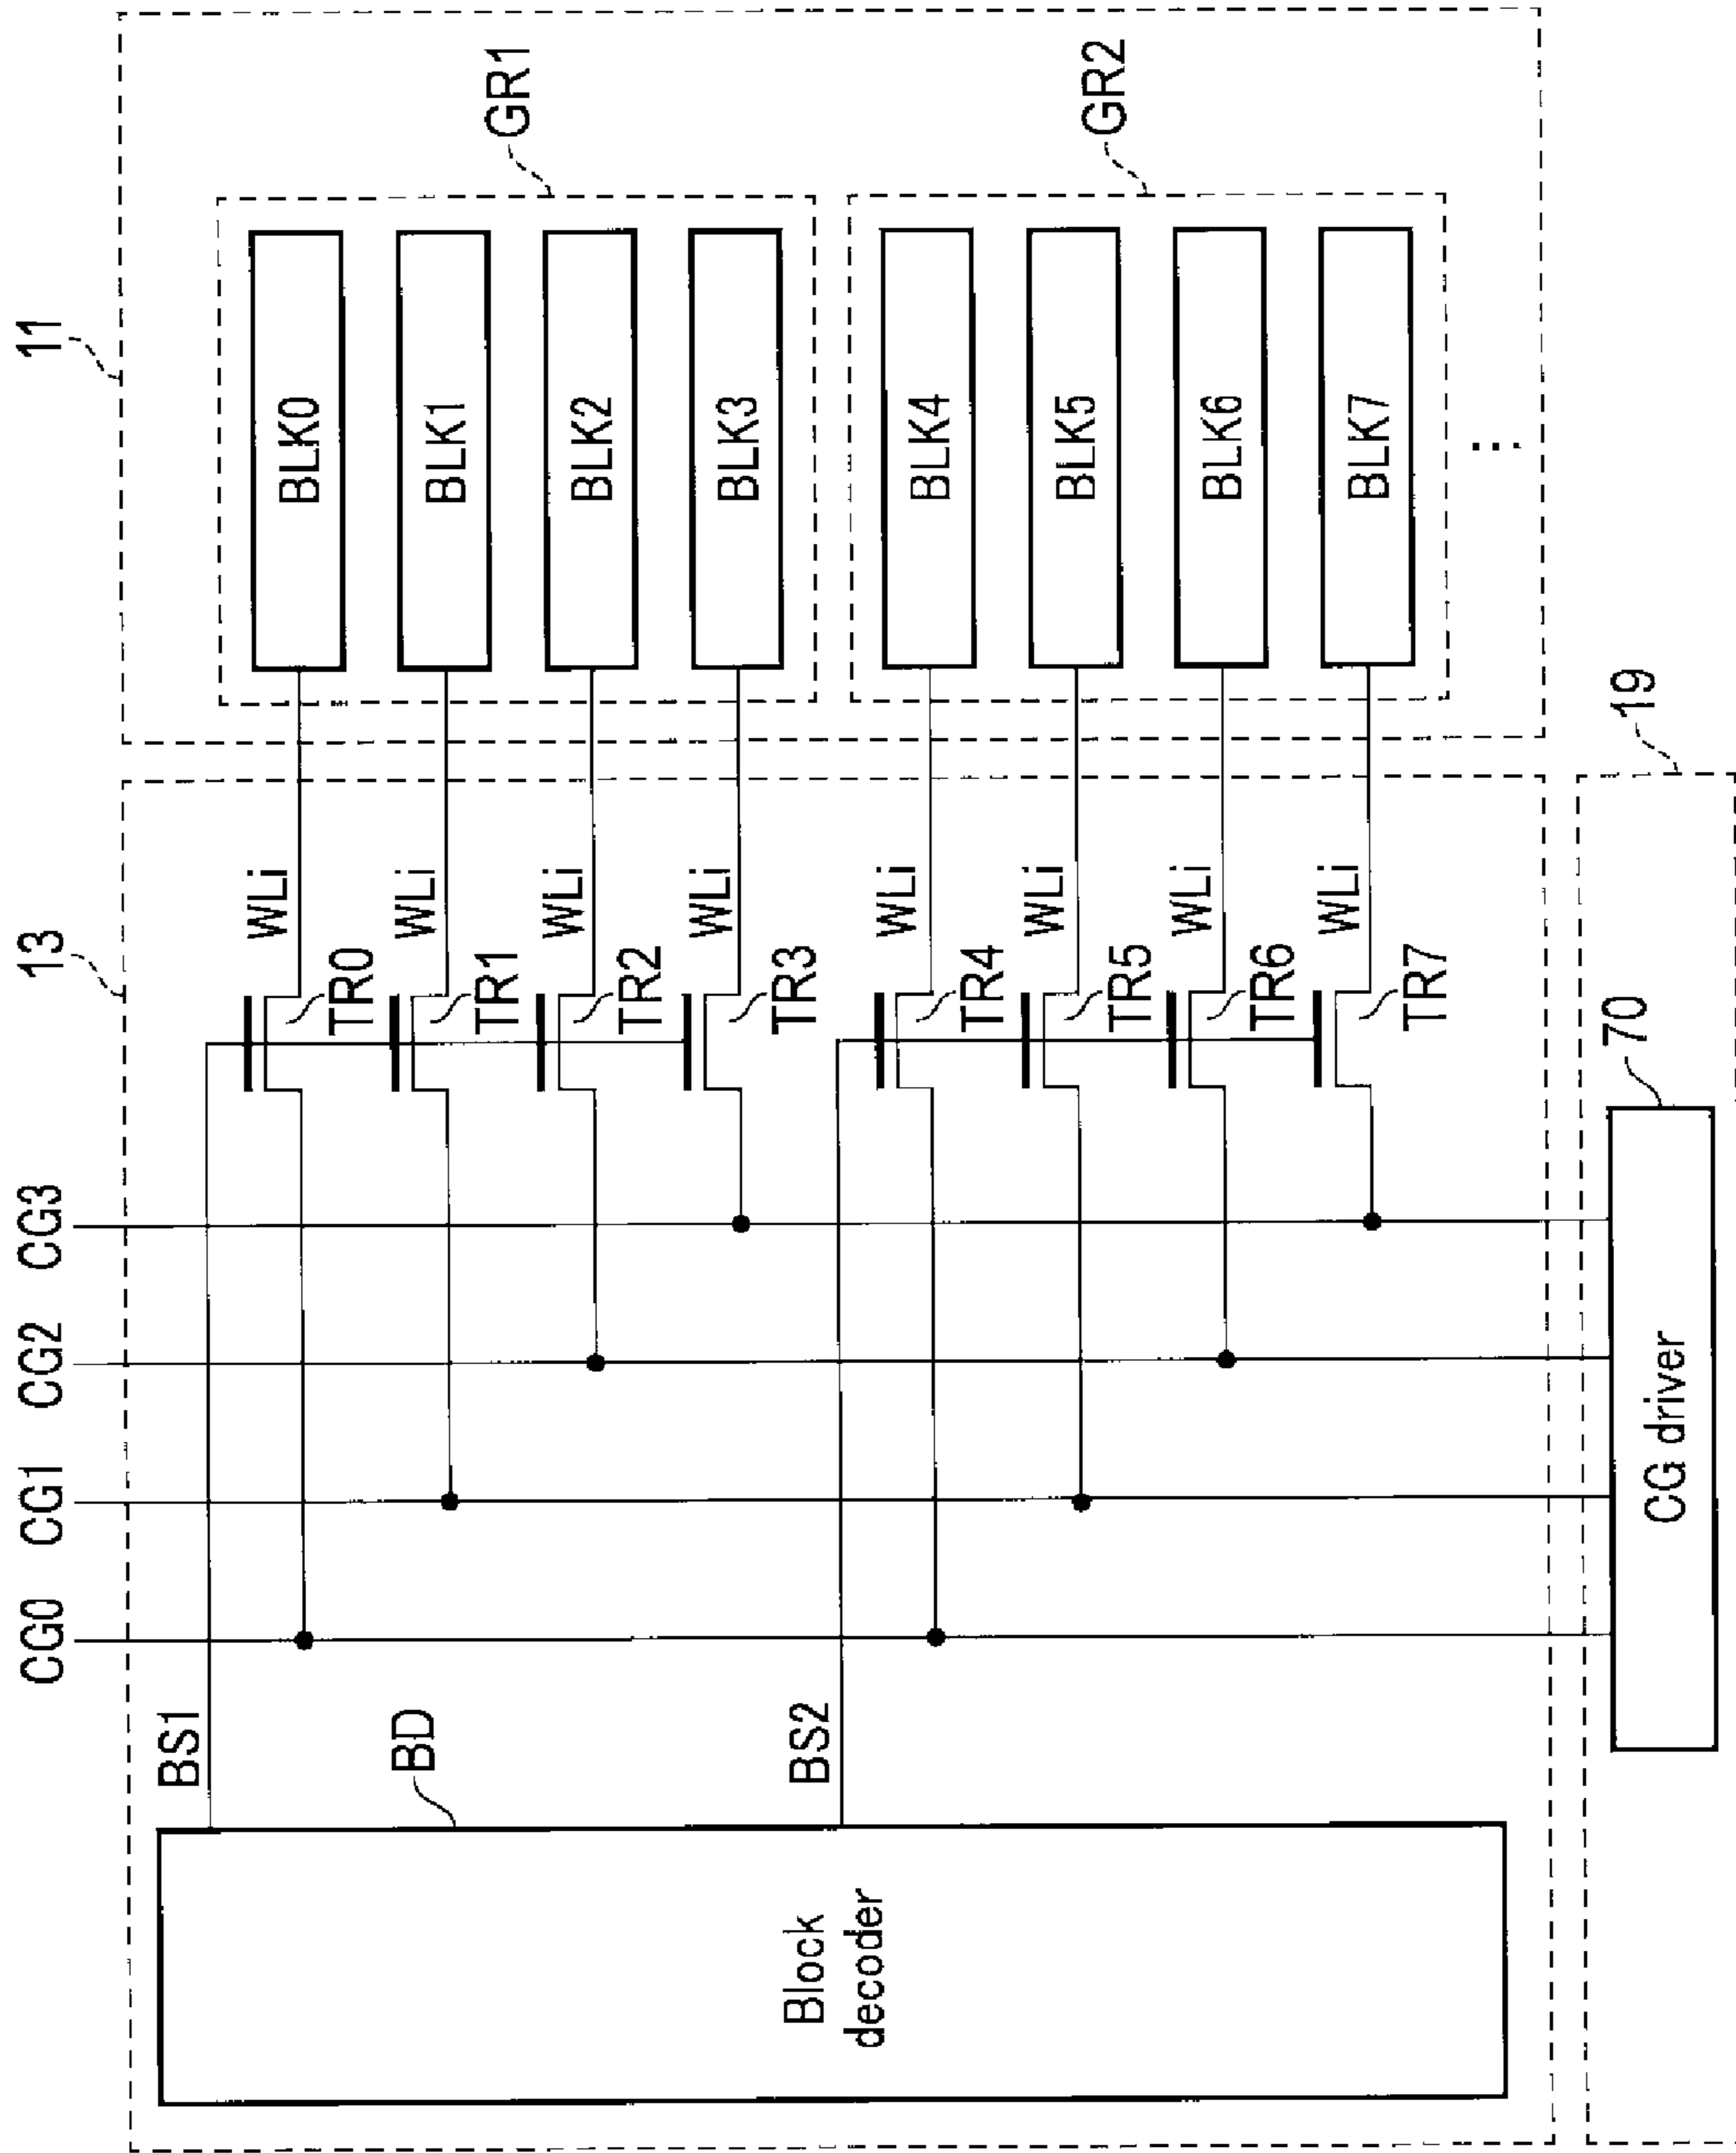 11
GR1
GR2
BLK0
BLK1
BLK2
BLK3
BLK4
BLK5
BLK6
BLK7
...
13
WLi
WLi
WLi
WLi
WLi
WLi
WLi
WLi
TR0
TR1
TR2
TR3
TR4
TR5
TR6
TR7
19
70
CG driver
CG3
CG2
CG1
CG0
BS1
BD
BS2
Block
decoder